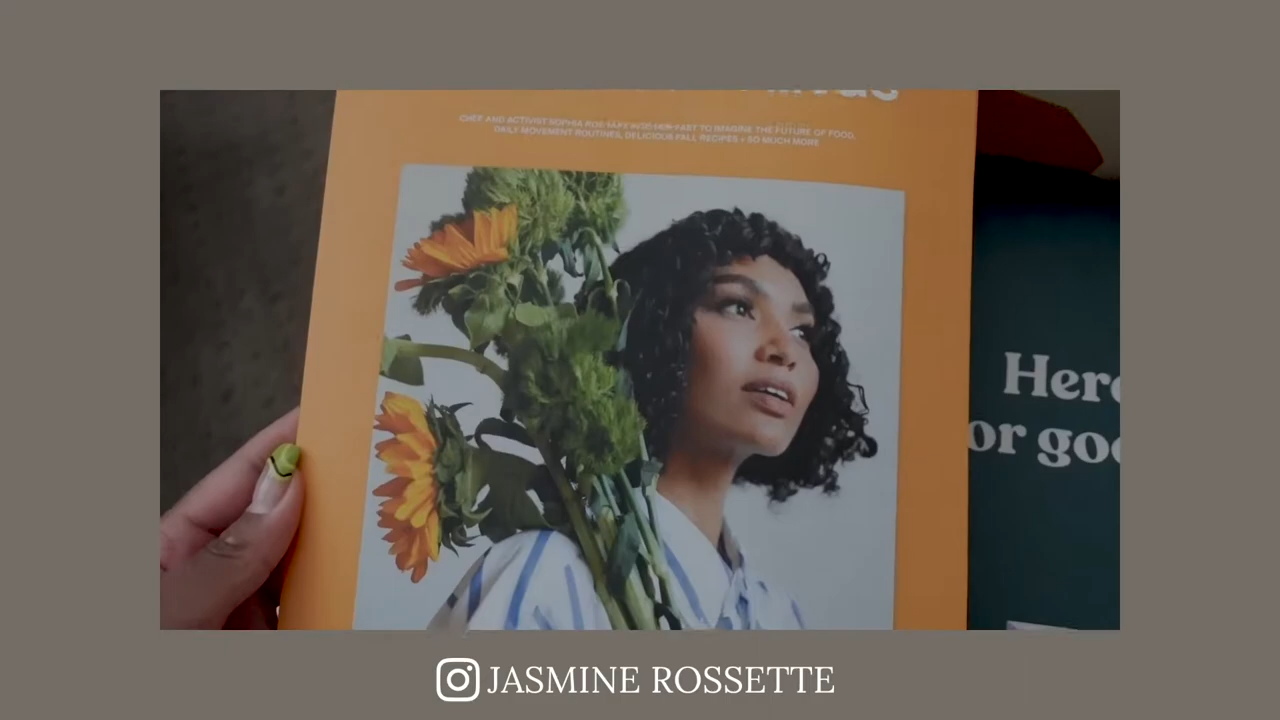 CHEF AND ACTIVIST SOPHIA ROE
TO IMAGINE THE FUTURE OF FOOD,
DAILY MOVEMENT ROUTINES, DELICIOUS FALL RECIPES + SO MUCH MORE
Here
or goo
JASMINE ROSSETTE